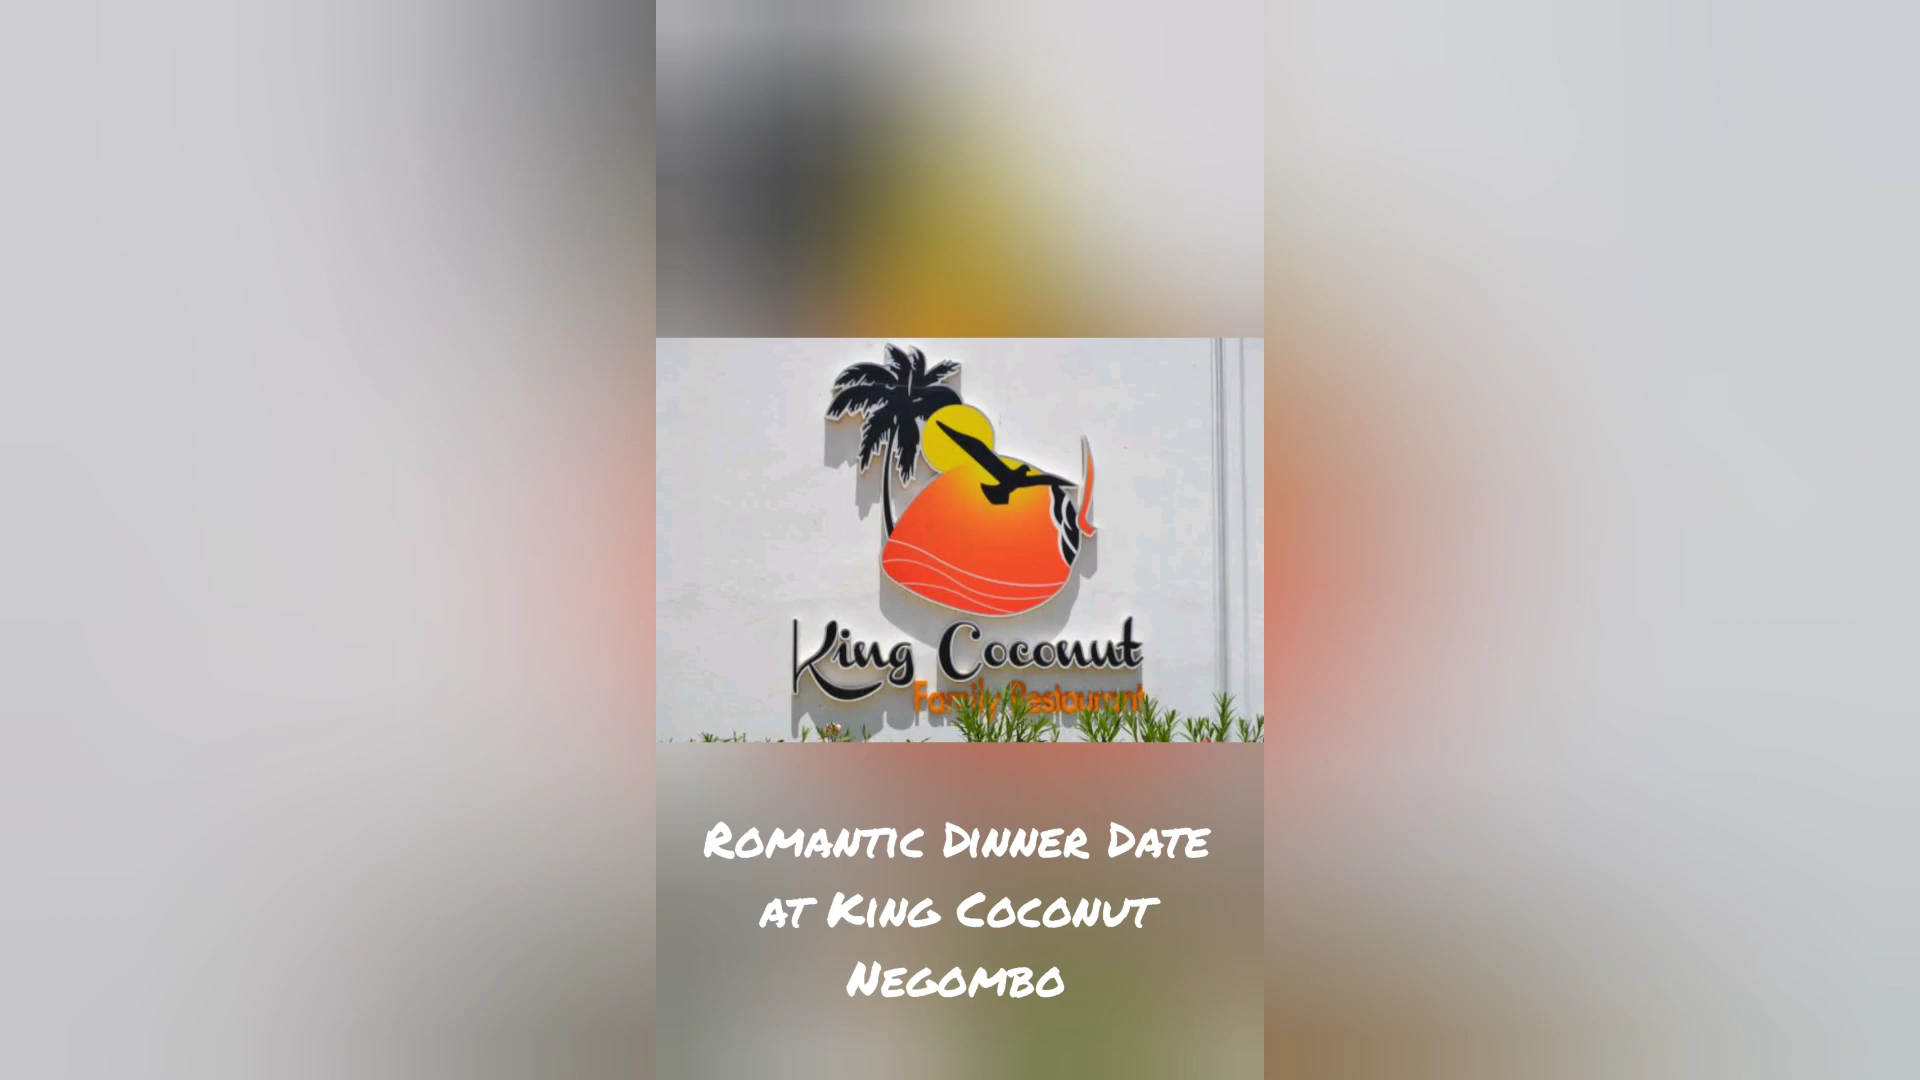 King Coconut
Family Restaurant
Romantic Dinner Date
at King Coconut
Negombo